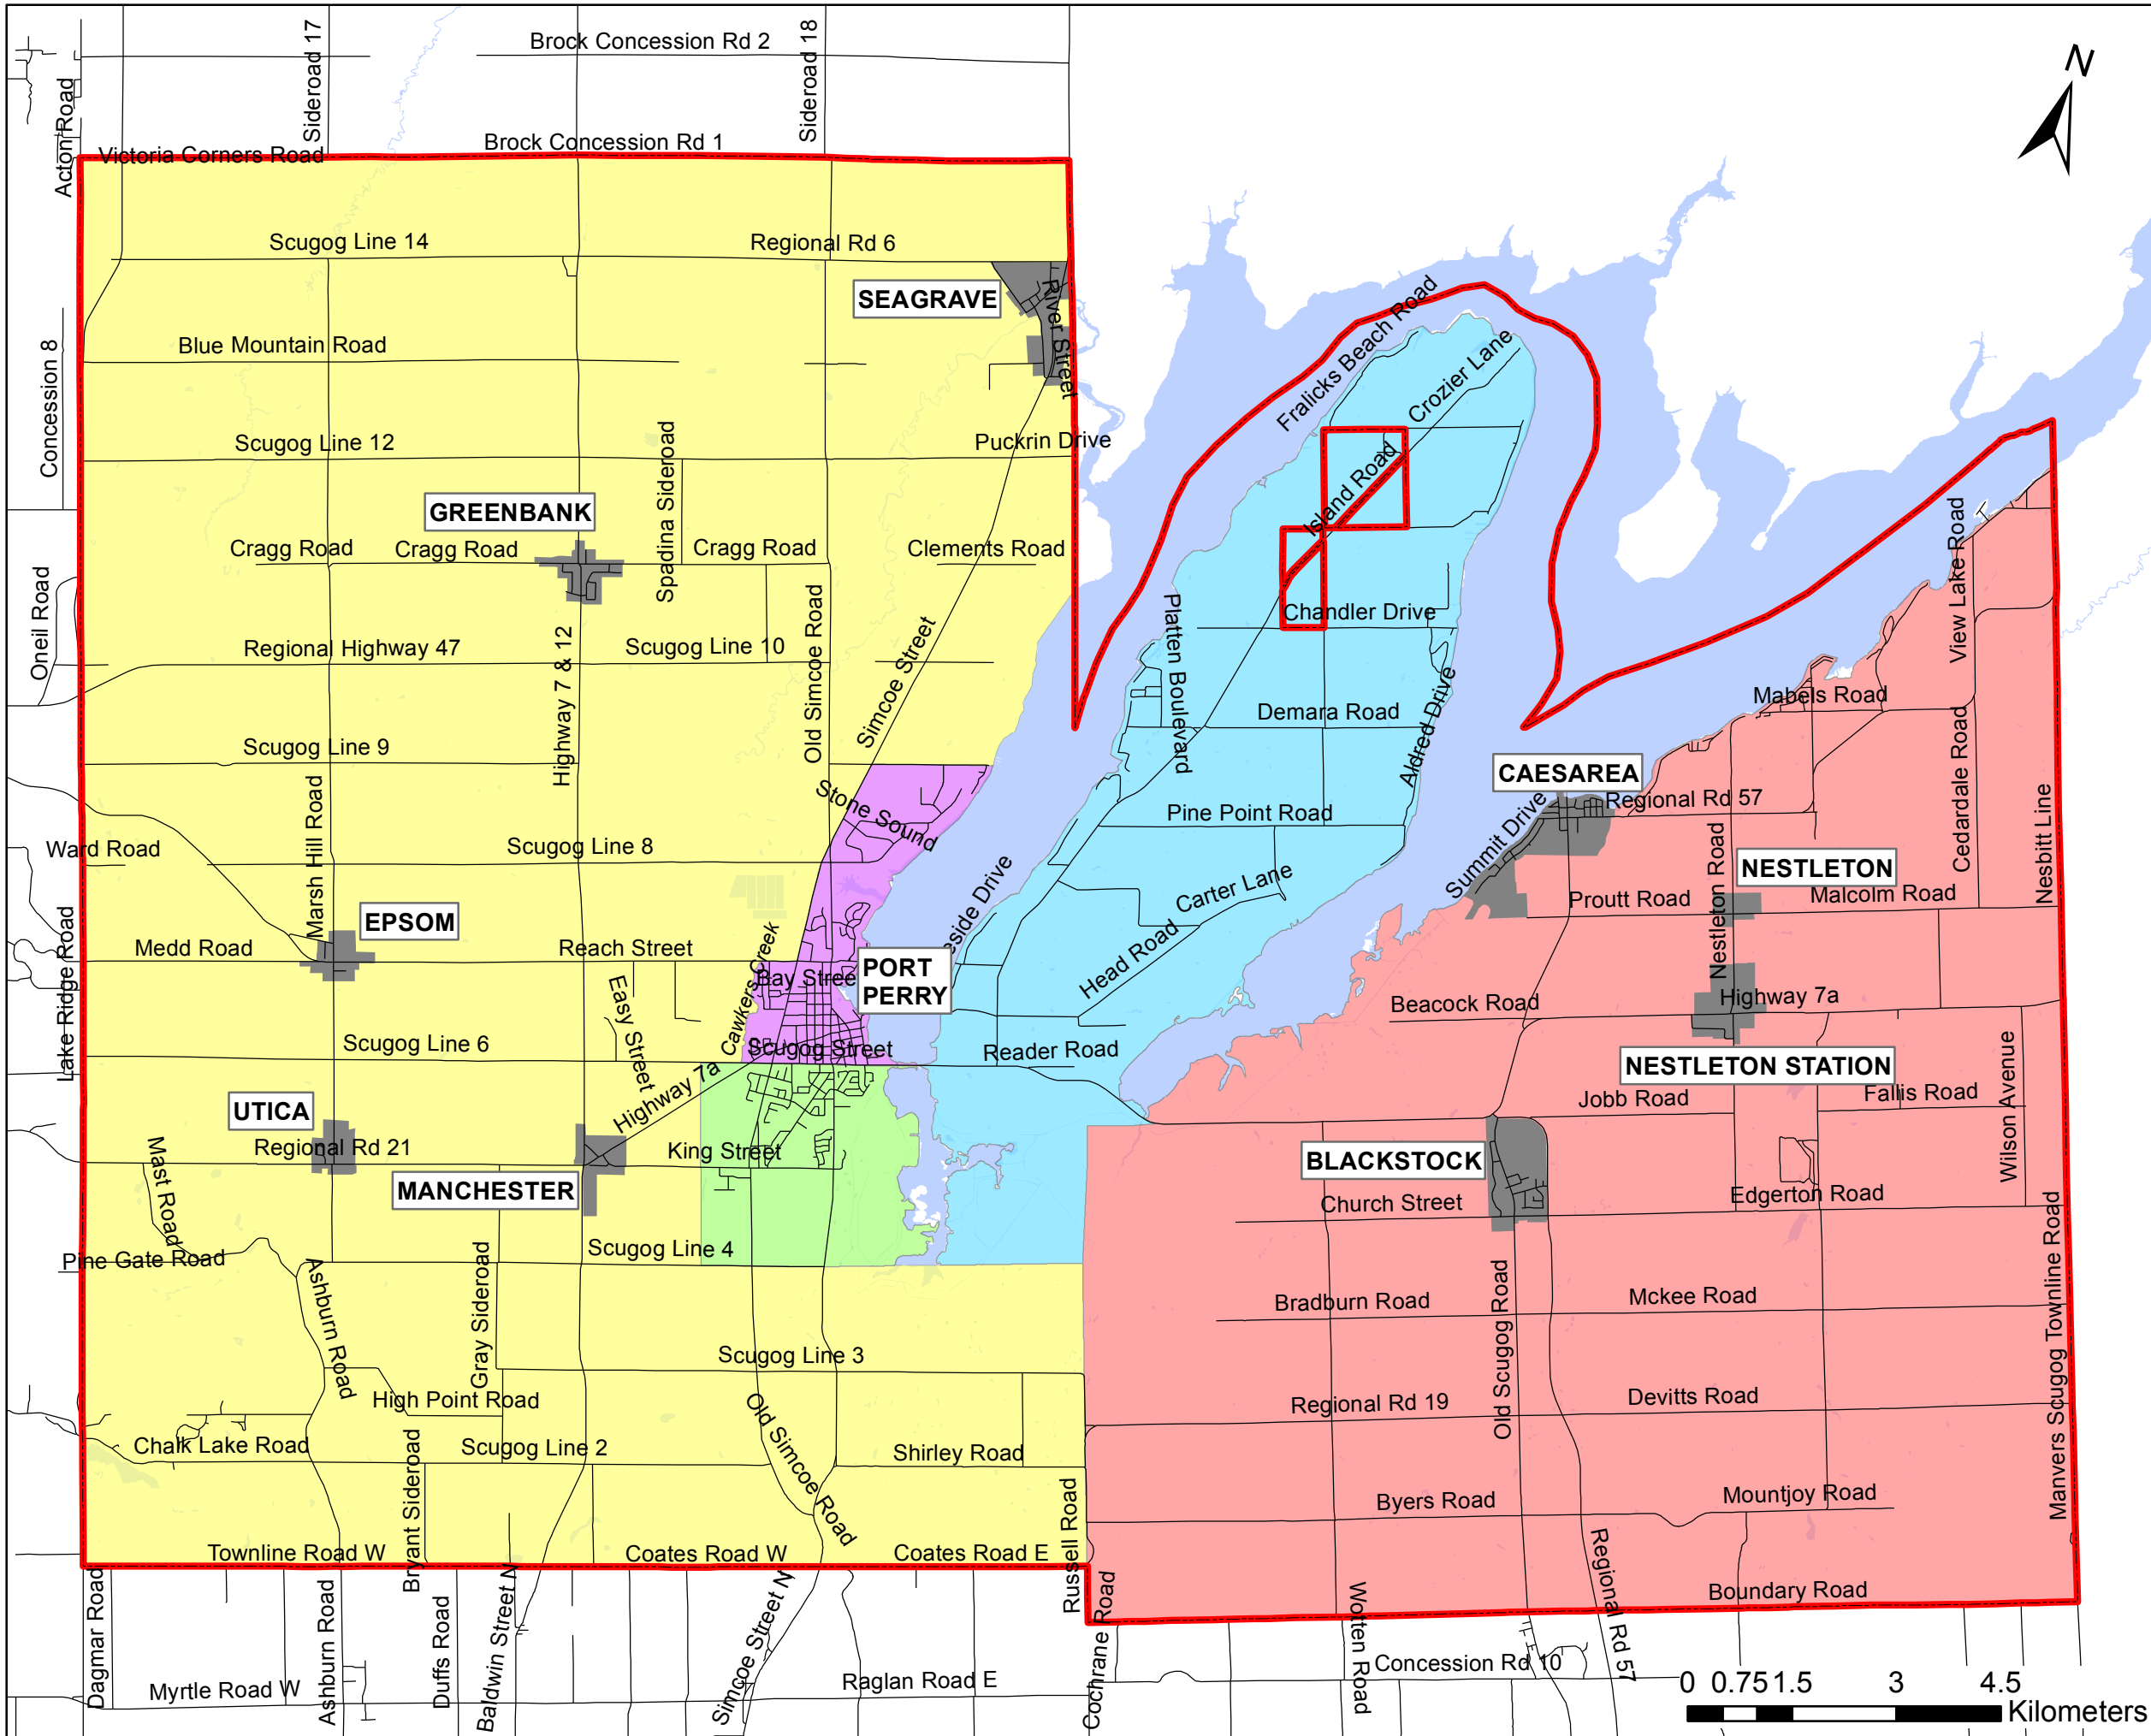 Brock Concession Rd 2
Sideroad 17
Sideroad 18
N
Acton Road
Victoria Corners Road
Brock Concession Rd 1
Scugog Line 14
Regional Rd 6
SEAGRAVE
River Street
Fralicks Beach Road
Crozier Lane
Concession 8
Blue Mountain Road
Scugog Line 12
Spadina Sideroad
Puckrin Drive
Island Road
GREENBANK
Cragg Road
Cragg Road
Cragg Road
Clements Road
View Lake Road
Oneil Road
Regional Highway 47
Highway 7 & 12
Scugog Line 10
Old Simcoe Road
Simcoe Street
Platten Boulevard
Chandler Drive
Mabels Road
Demara Road
Aldred Drive
Scugog Line 9
Cedardale Road
Nesbitt Line
CAESAREA
Regional Rd 57
Stone Sound
Pine Point Road
Summit Drive
Marsh Hill Road
Ward Road
Scugog Line 8
NESTLETON
Nestleton Road
Proutt Road
Malcolm Road
Carter Lane
Head Road
eside Drive
EPSOM
Medd Road
Reach Street
Lake Ridge Road
Easy Street
Cawkers Creek
Bay Stree
PORT
PERRY
Beacock Road
Highway 7a
Scugog Line 6
Scugog Street
Reader Road
NESTLETON STATION
Wilson Avenue
Highway 7a
Jobb Road
Fallis Road
UTICA
Regional Rd 21
King Street
BLACKSTOCK
Mast Road
MANCHESTER
Church Street
Edgerton Road
Pine Gate Road
Scugog Line 4
Ashburn Road
Gray Sideroad
Bradburn Road
Old Scugog Road
Mckee Road
Manvers Scugog Townline Road
Scugog Line 3
High Point Road
Old Simcoe Road
Regional Rd 19
Devitts Road
Chalk Lake Road
Scugog Line 2
Shirley Road
Bryant Sideroad
Russell Road
Byers Road
Mountjoy Road
Townline Road W
Coates Road W
Coates Road E
Regional Rd 57
Boundary Road
Dagmar Road
Ashburn Road
Duffs Road
Baldwin Street N
Simcoe Street N
Cochrane Road
Wotten Road
Concession Rd 10
Myrtle Road W
Raglan Road E
0 0.75 1.5 3 4.5
Kilometers